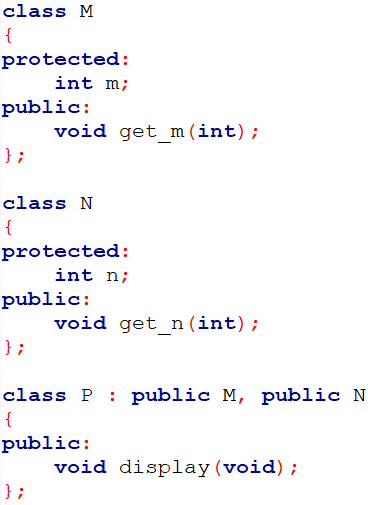 class M
{
protected:
    int m;
public:
    void get_m(int);
};

class N
{
protected:
    int n;
public:
    void get_n(int);
};

class P : public M, public N
{
public:
    void display(void);
};